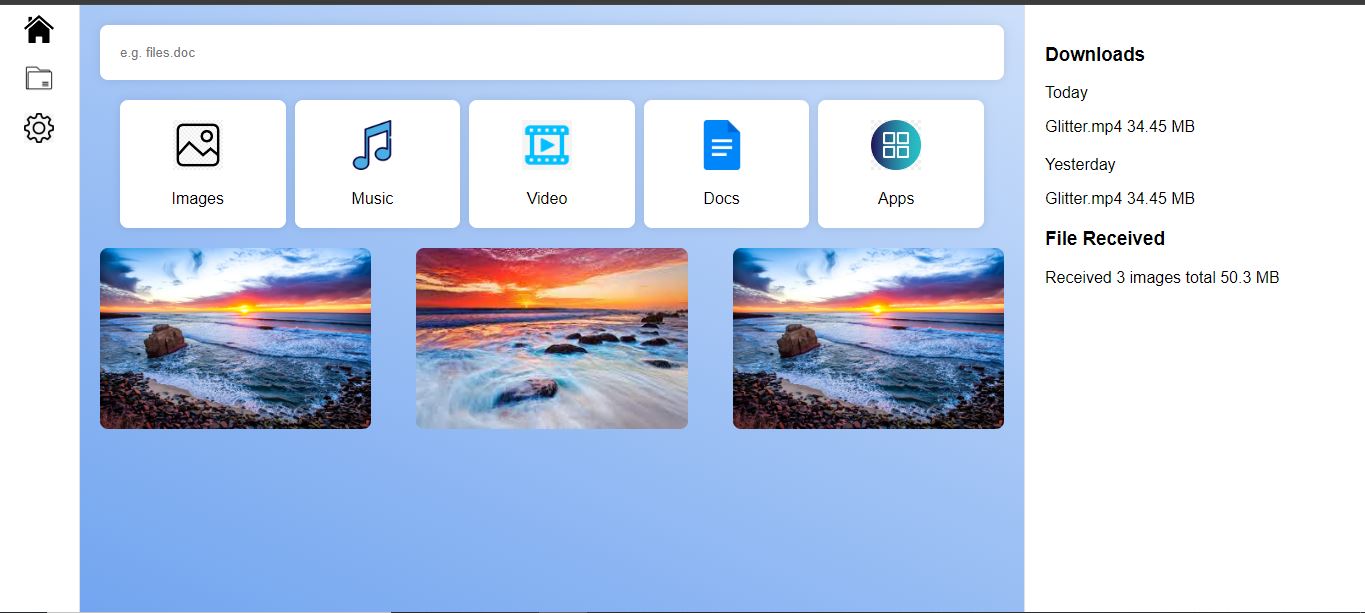 e.g. files.doc
Images
Music
Video
Docs
Apps
Downloads
Today
Glitter.mp4 34.45 MB
Yesterday
Glitter.mp4 34.45 MB
File Received
Received 3 images total 50.3 MB